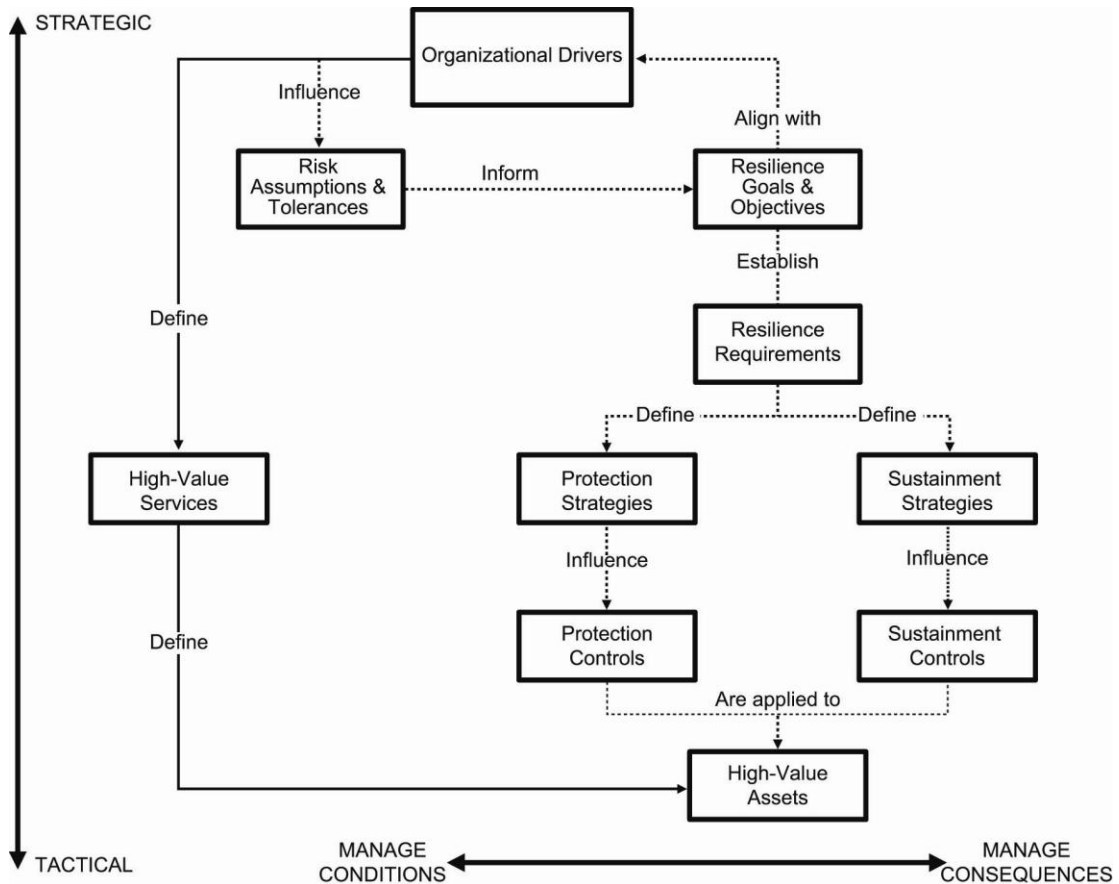 STRATEGIC
Organizational Drivers
Influence
Align with
Risk
Assumptions &
Tolerances
Inform
Resilience
Goals &
Objectives
Establish
Define
Resilience
Requirements
Define
Define
High-Value
Services
Protection
Strategies
Sustainment
Strategies
Influence
Influence
Define
Protection
Controls
Sustainment
Controls
Are applied to
High-Value
Assets
TACTICAL
MANAGE
CONDITIONS
MANAGE
CONSEQUENCES